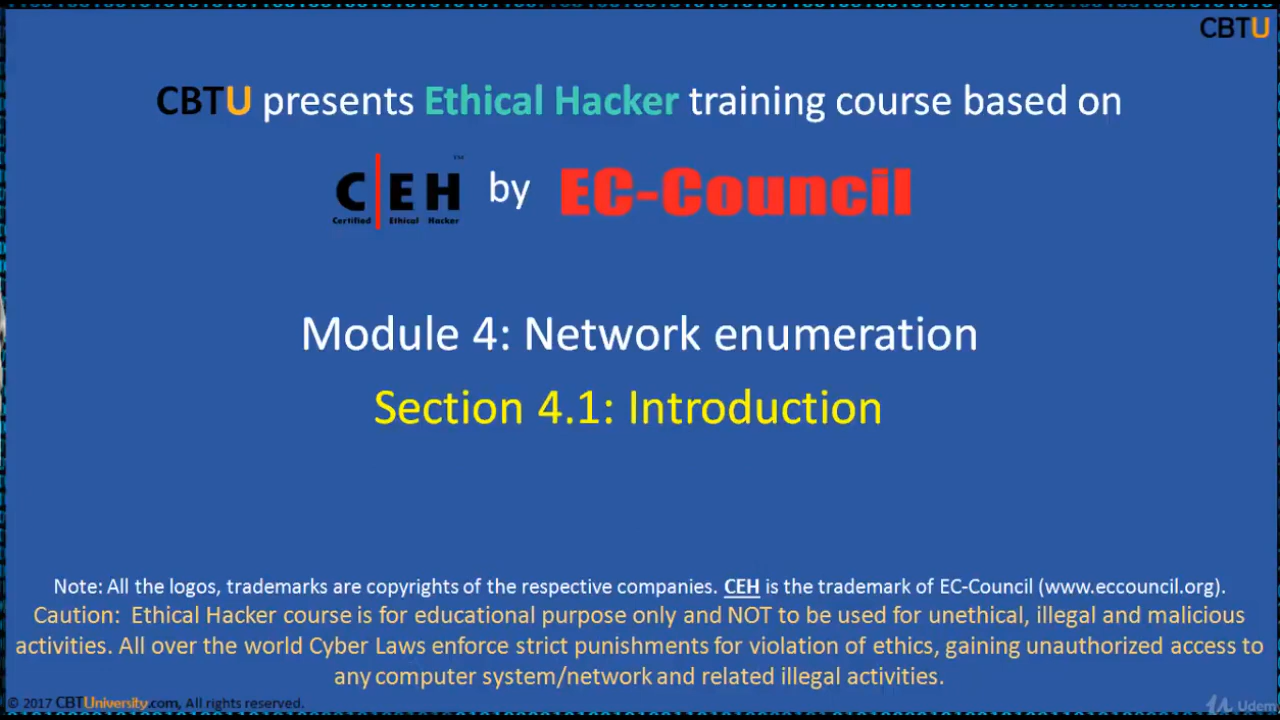 CBTU
CBTU presents Ethical Hacker training course based on
CEH™ by EC-Council
Certified Ethical Hacker
Module 4: Network enumeration
Section 4.1: Introduction
Note: All the logos, trademarks are copyrights of the respective companies. CEH is the trademark of EC-Council (www.eccouncil.org).
Caution: Ethical Hacker course is for educational purpose only and NOT to be used for unethical, illegal and malicious
activities. All over the world Cyber Laws enforce strict punishments for violation of ethics, gaining unauthorized access to
any computer system/network and related illegal activities.
© 2017 CBTUniversity.com, All rights reserved.
Udem